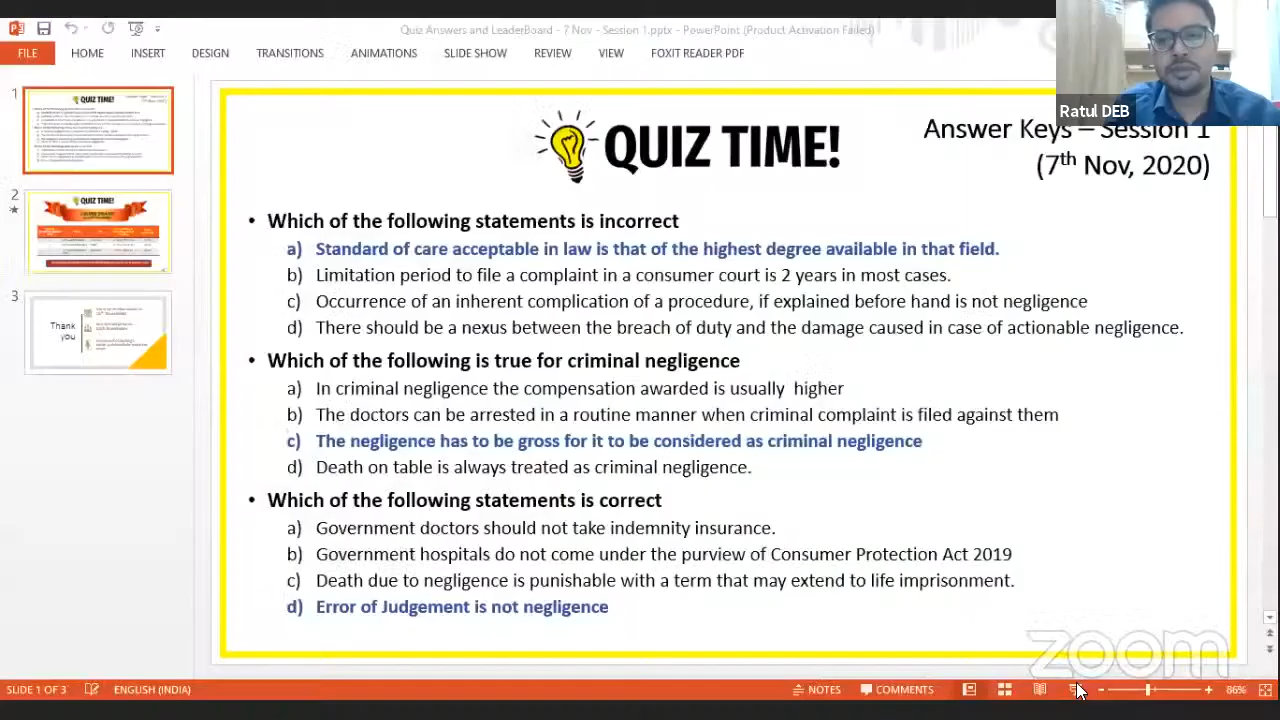 Quiz Answers and LeaderBoard - 7 Nov - Session 1.pptx - PowerPoint (Product Activation Failed)
FILE HOME INSERT DESIGN TRANSITIONS ANIMATIONS SLIDE SHOW REVIEW VIEW FOXIT READER PDF
Ratul DEB
1
QUIZ TIME!
2
QUIZ TIME!
3
Thank
you
QUIZ TIME!
Answer Keys – Session 1
(7th Nov, 2020)
• Which of the following statements is incorrect
a) Standard of care acceptable in law is that of the highest degree available in that field.
b) Limitation period to file a complaint in a consumer court is 2 years in most cases.
c) Occurrence of an inherent complication of a procedure, if explained before hand is not negligence
d) There should be a nexus between the breach of duty and the damage caused in case of actionable negligence.
• Which of the following is true for criminal negligence
a) In criminal negligence the compensation awarded is usually higher
b) The doctors can be arrested in a routine manner when criminal complaint is filed against them
c) The negligence has to be gross for it to be considered as criminal negligence
d) Death on table is always treated as criminal negligence.
• Which of the following statements is correct
a) Government doctors should not take indemnity insurance.
b) Government hospitals do not come under the purview of Consumer Protection Act 2019
c) Death due to negligence is punishable with a term that may extend to life imprisonment.
d) Error of Judgement is not negligence
zoom
SLIDE 1 OF 3 ENGLISH (INDIA) NOTES COMMENTS 86%